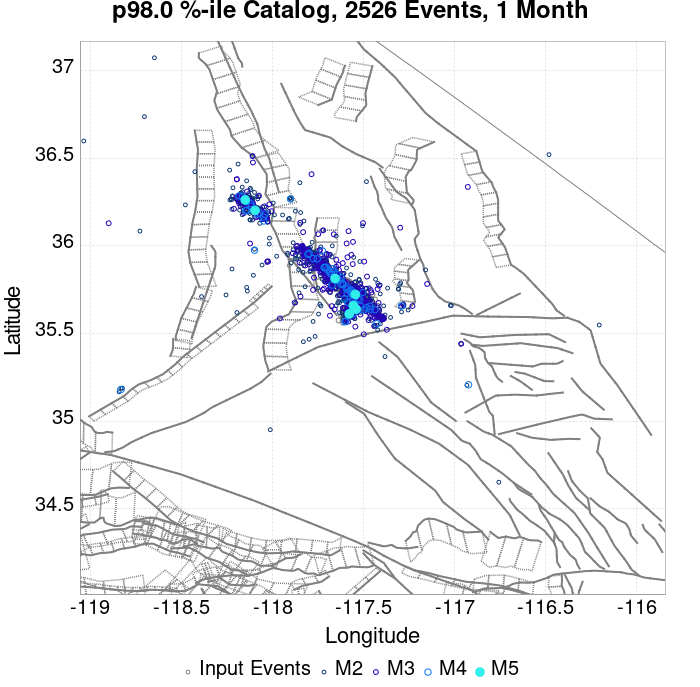 p98.0 %-ile Catalog, 2526 Events, 1 Month
37
36.5
36
35.5
35
34.5
Latitude
-119 -118.5 -118 -117.5 -117 -116.5 -116
Longitude
Input Events M2 M3 M4 M5